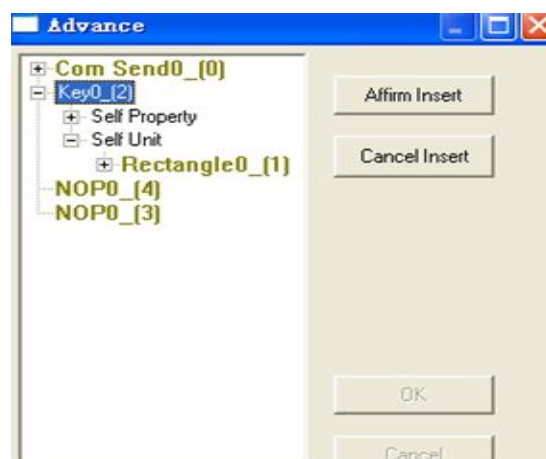 Advance
Com Send0_(0)
Key0_(2)
Self Property
Self Unit
Rectangle0_(1)
NOP0_(4)
NOP0_(3)
Affirm Insert
Cancel Insert
OK
Cancel